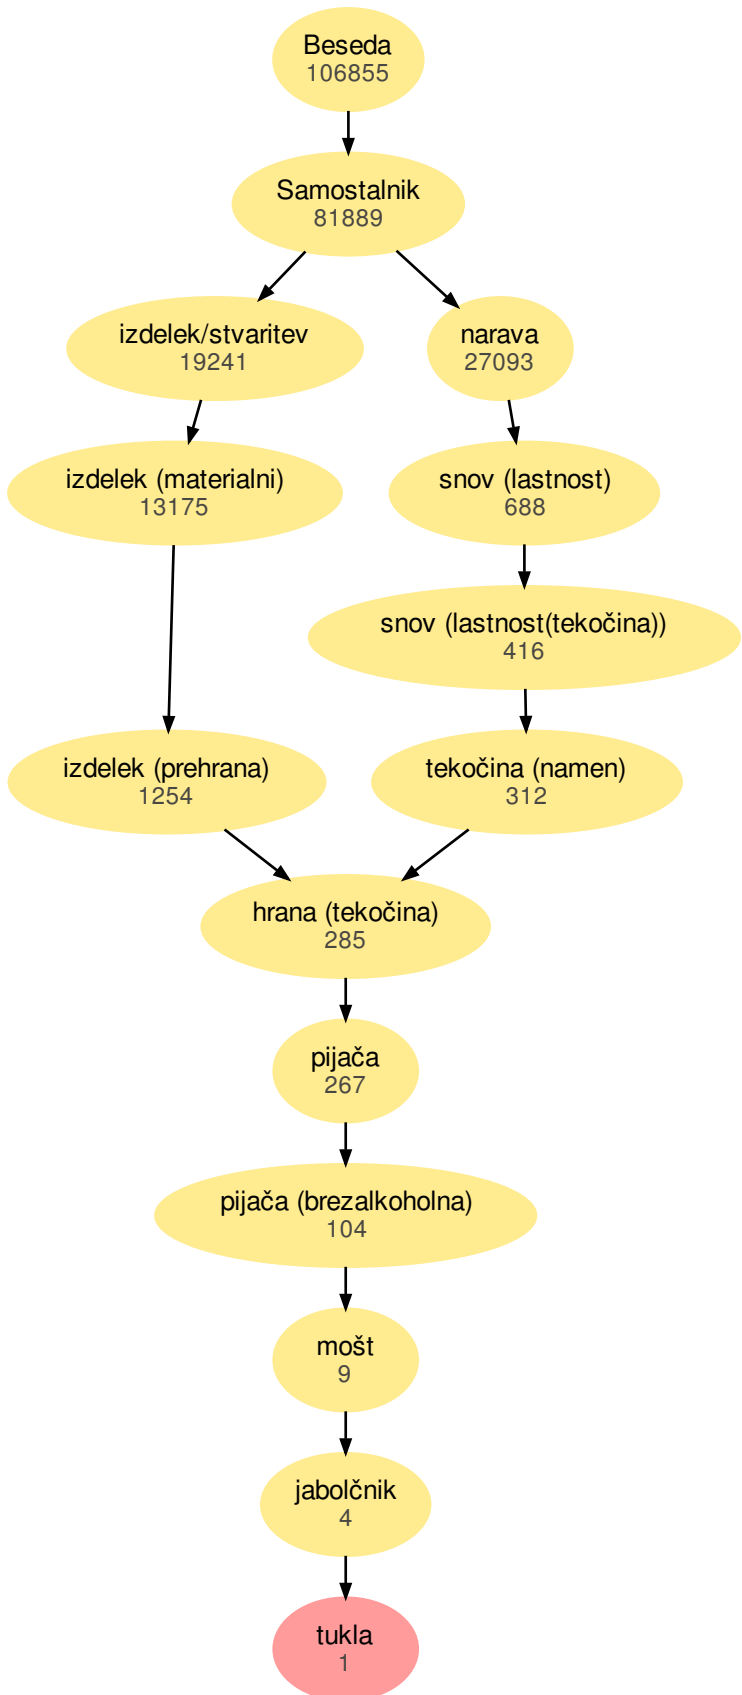 Beseda
106855
Samostalnik
81889
izdelek/stvaritev
19241
narava
27093
izdelek (materialni)
13175
snov (lastnost)
688
snov (lastnost(tekočina))
416
izdelek (prehrana)
1254
tekočina (namen)
312
hrana (tekočina)
285
pijača
267
pijača (brezalkoholna)
104
mošt
9
jabolčnik
4
tukla
1